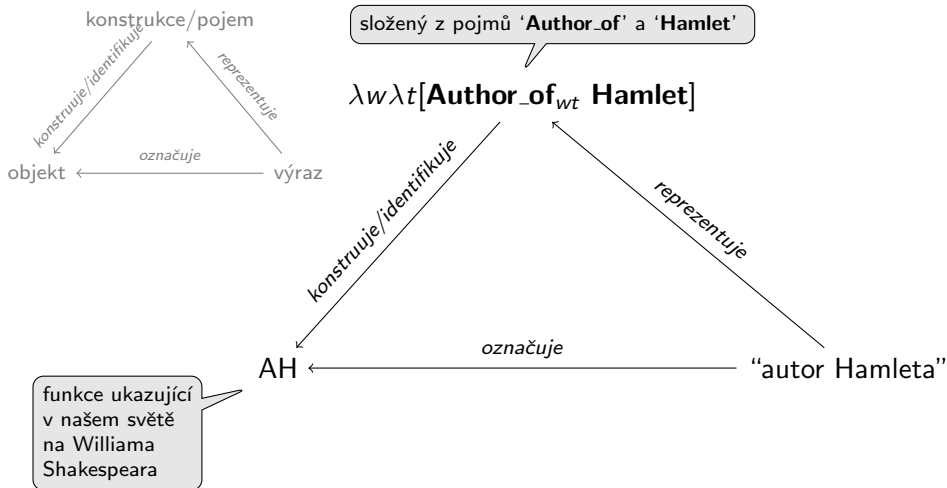 konstrukce/pojem
konstruuje/identifikuje
reprezentuje
označuje
objekt
výraz
složený z pojmů ‘Author_of’ a ‘Hamlet’
λwλt[Author_of_wt Hamlet]
konstruuje/identifikuje
reprezentuje
označuje
AH
“autor Hamleta”
funkce ukazující
v našem světě
na Williama
Shakespeara